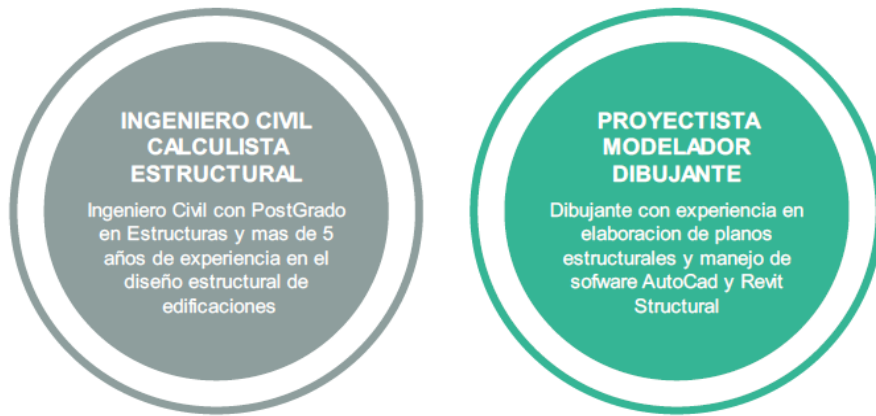 INGENIERO CIVIL
CALCULISTA
ESTRUCTURAL
Ingeniero Civil con PostGrado
en Estructuras y mas de 5
años de experiencia en el
diseño estructural de
edificaciones
PROYECTISTA
MODELADOR
DIBUJANTE
Dibujante con experiencia en
elaboracion de planos
estructurales y manejo de
sofware AutoCad y Revit
Structural